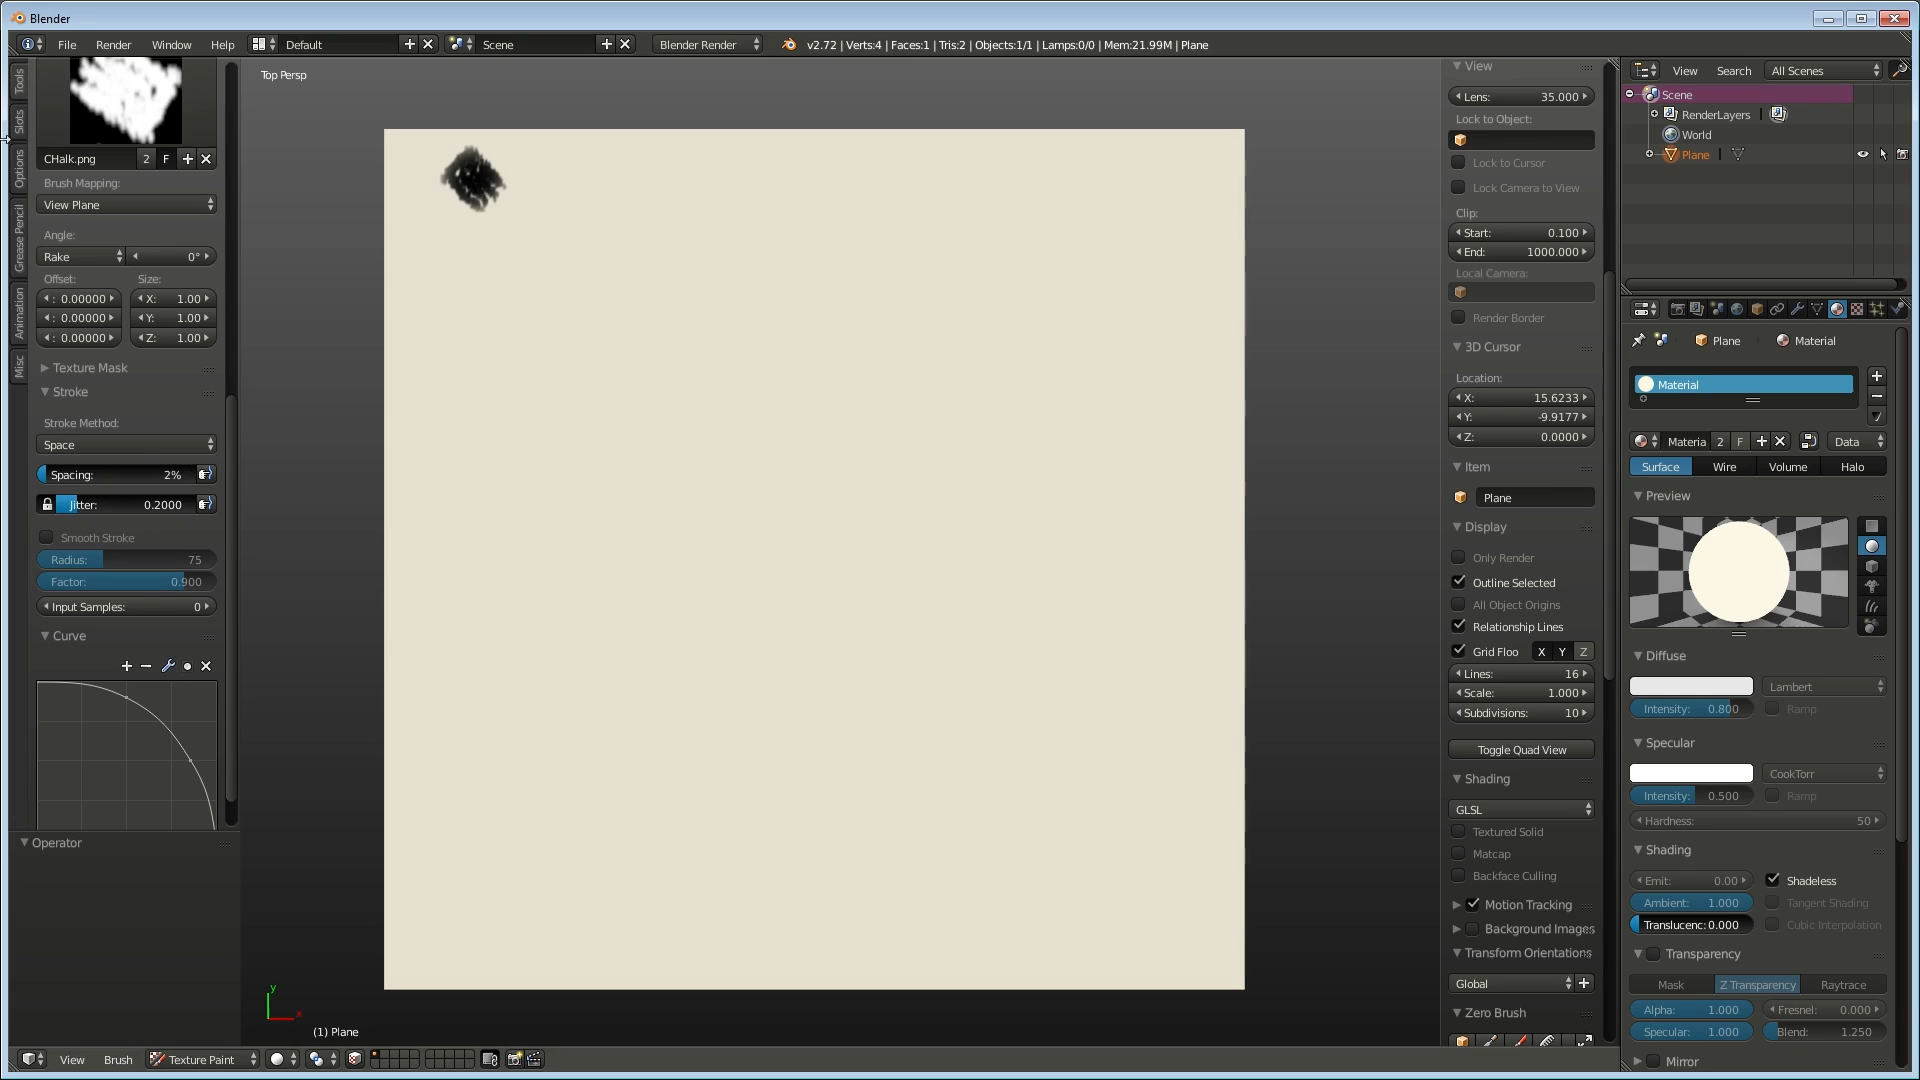 Blender
File Render Window Help Default Scene Blender Render v2.72 | Verts:4 | Faces:1 | Tris:2 | Objects:1/1 | Lamps:0/0 | Mem:21.99M | Plane
Tools
Slots
Options
Grease Pencil
Animation
Misc
CHalk.png 2 F
Brush Mapping:
View Plane
Angle:
Rake 0°
Offset: Size:
: 0.00000 X: 1.00
: 0.00000 Y: 1.00
: 0.00000 Z: 1.00
Texture Mask
Stroke
Stroke Method:
Space
Spacing: 2%
Jitter: 0.2000
Smooth Stroke
Radius: 75
Factor: 0.900
Input Samples: 0
Curve
Operator
Top Persp
y
x
(1) Plane
View Brush Texture Paint
View
Lens: 35.000
Lock to Object:
Lock to Cursor
Lock Camera to View
Clip:
Start: 0.100
End: 1000.000
Local Camera:
Render Border
3D Cursor
Location:
X: 15.6233
Y: -9.9177
Z: 0.0000
Item
Plane
Display
Only Render
Outline Selected
All Object Origins
Relationship Lines
Grid Floo X Y Z
Lines: 16
Scale: 1.000
Subdivisions: 10
Toggle Quad View
Shading
GLSL
Textured Solid
Matcap
Backface Culling
Motion Tracking
Background Images
Transform Orientations
Global
Zero Brush
View Search All Scenes
Scene
RenderLayers
World
Plane
Plane Material
Material
Materia 2 F Data
Surface Wire Volume Halo
Preview
Diffuse
Lambert
Intensity: 0.800 Ramp
Specular
CookTorr
Intensity: 0.500 Ramp
Hardness: 50
Shading
Emit: 0.00 Shadeless
Ambient: 1.000 Tangent Shading
Translucenc: 0.000 Cubic Interpolation
Transparency
Mask Z Transparency Raytrace
Alpha: 1.000 Fresnel: 0.000
Specular: 1.000 Blend: 1.250
Mirror